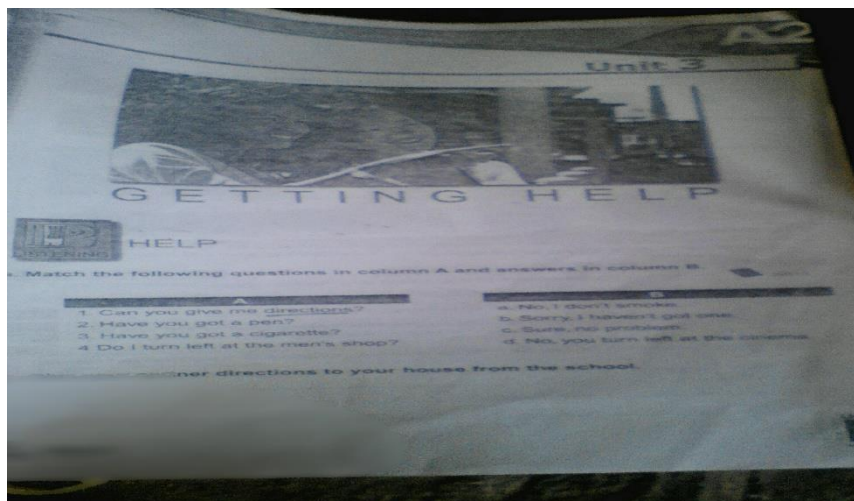 A2
Unit 3
GETTING HELP
LISTENING
HELP
Match the following questions in column A and answers in column B.
A
1. Can you give me directions?
2. Have you got a pen?
3. Have you got a cigarette?
4 Do I turn left at the men's shop?
B
a. No, I don't smoke.
b. Sorry, I haven't got one.
c. Sure, no problem.
d. No, you turn left at the cinema.
directions to your house from the school.